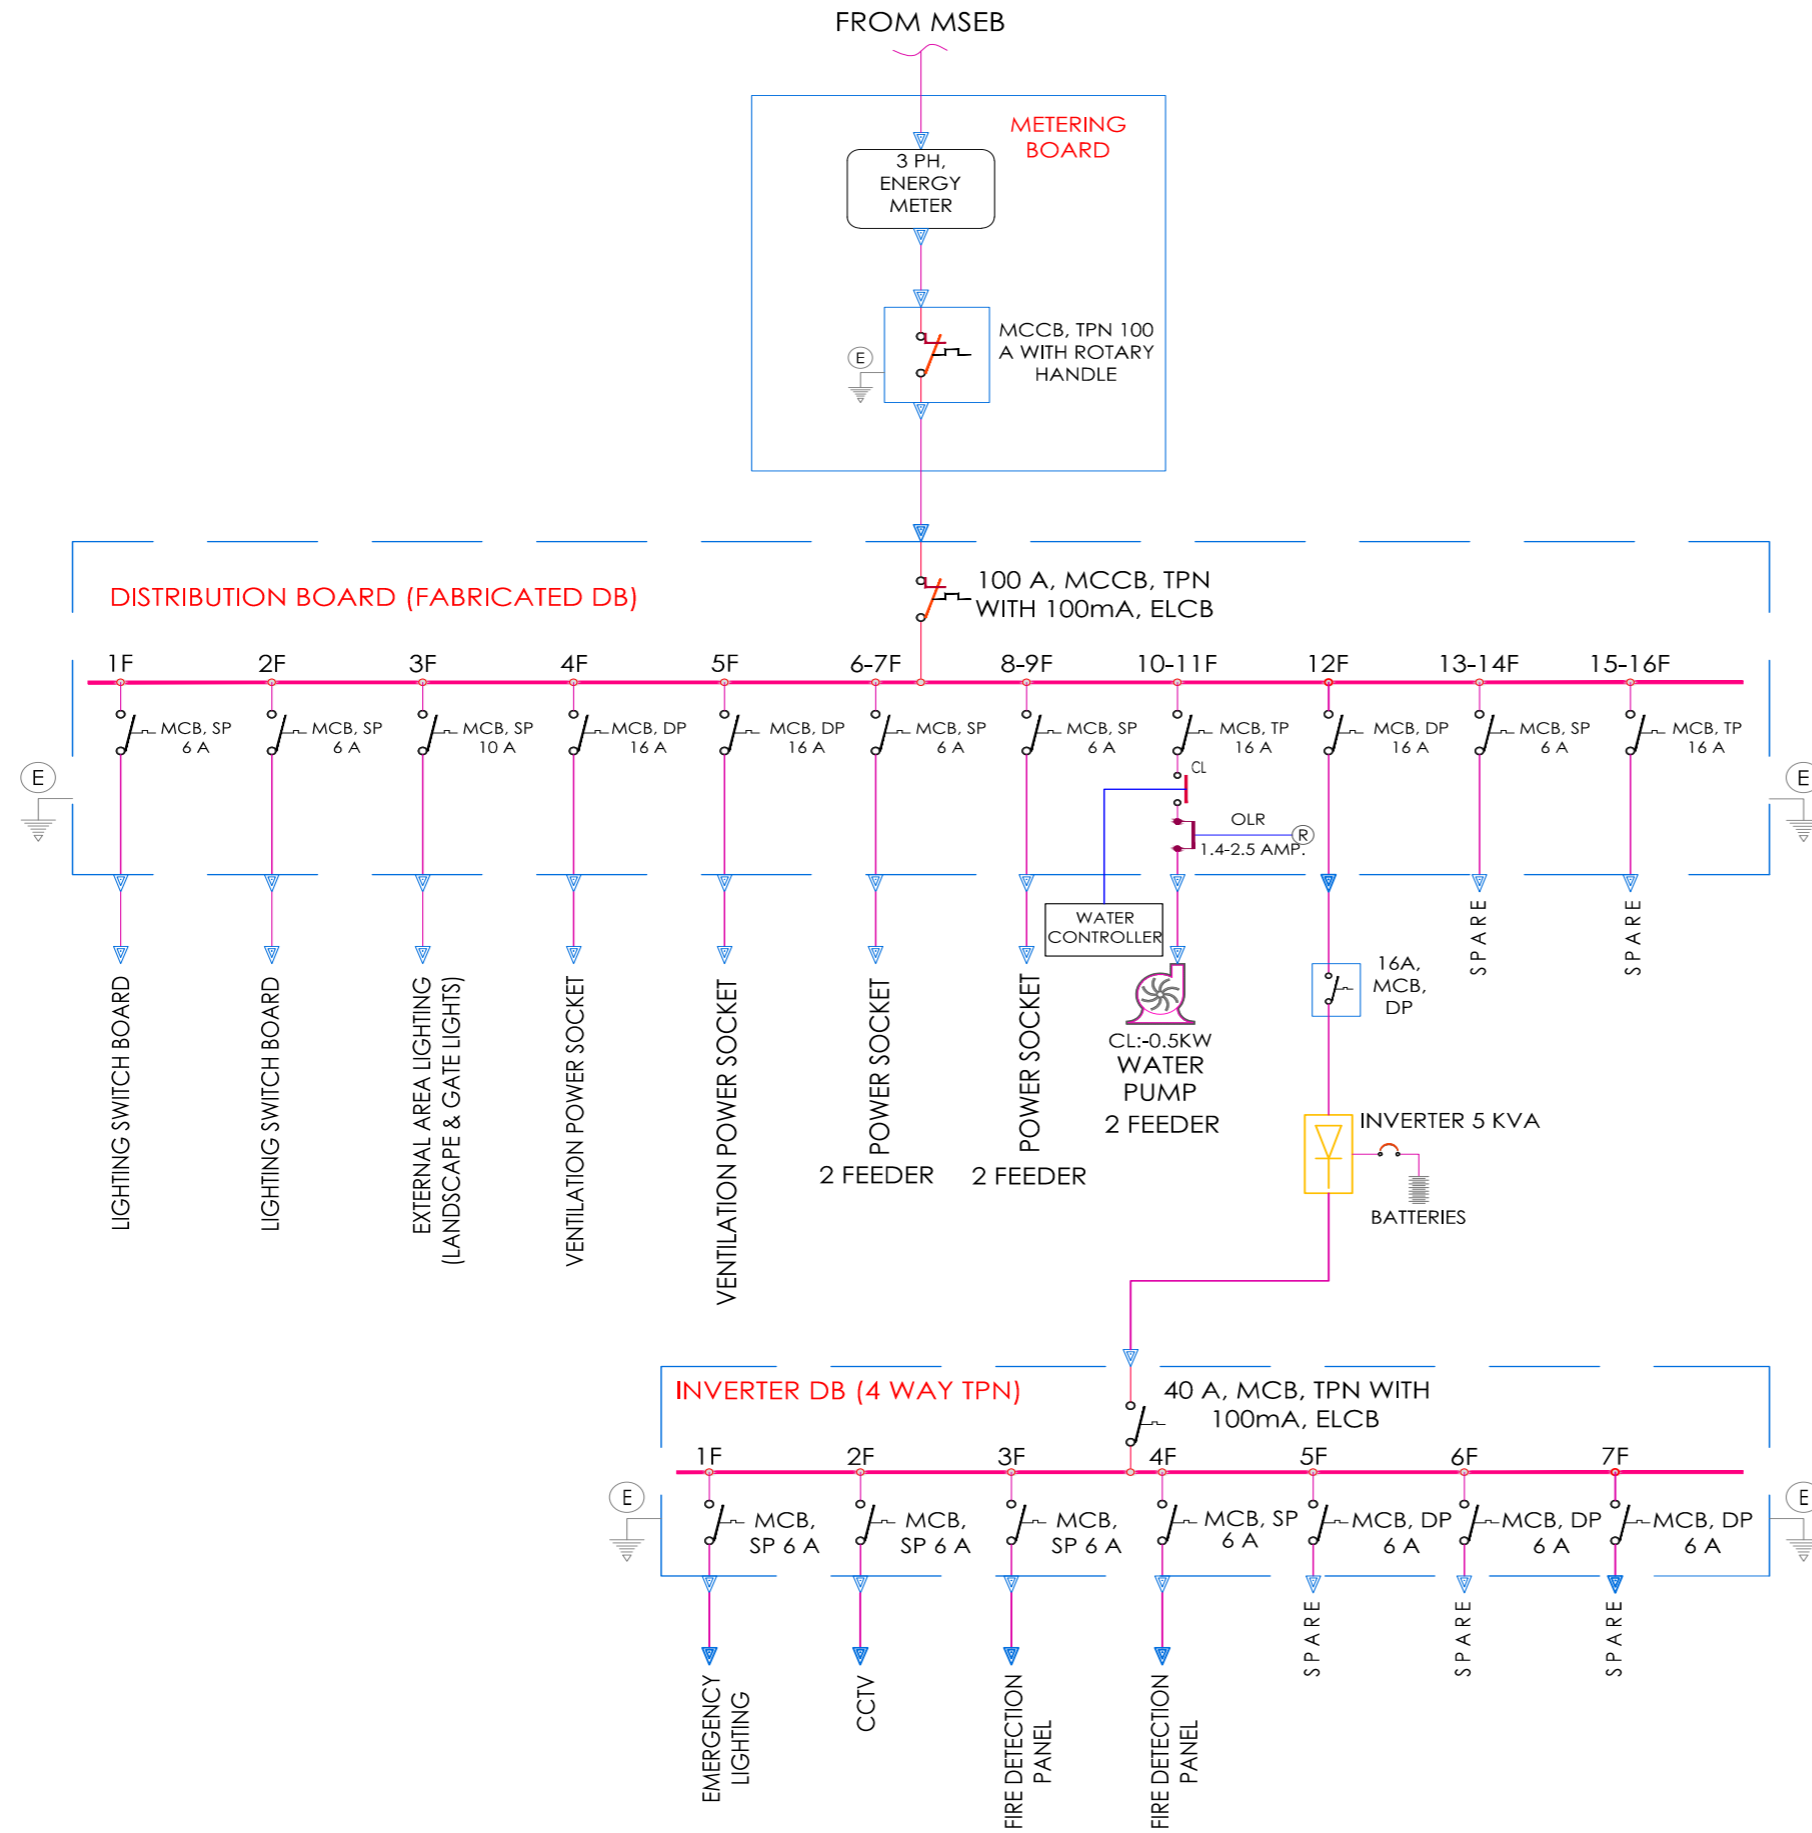 FROM MSEB
METERING
BOARD
3 PH,
ENERGY
METER
MCCB, TPN 100
A WITH ROTARY
HANDLE
E
DISTRIBUTION BOARD (FABRICATED DB)
100 A, MCCB, TPN
WITH 100mA, ELCB
1F
2F
3F
4F
5F
6-7F
8-9F
10-11F
12F
13-14F
15-16F
MCB, SP
6 A
MCB, SP
6 A
MCB, SP
10 A
MCB, DP
16 A
MCB, DP
16 A
MCB, SP
6 A
MCB, SP
6 A
MCB, TP
16 A
MCB, DP
16 A
MCB, SP
6 A
MCB, TP
16 A
E
E
CL
OLR
R
1.4-2.5 AMP.
WATER
CONTROLLER
LIGHTING SWITCH BOARD
LIGHTING SWITCH BOARD
EXTERNAL AREA LIGHTING
(LANDSCAPE & GATE LIGHTS)
VENTILATION POWER SOCKET
VENTILATION POWER SOCKET
POWER SOCKET
2 FEEDER
POWER SOCKET
2 FEEDER
CL:-0.5KW
WATER
PUMP
2 FEEDER
16A,
MCB,
DP
SPARE
SPARE
INVERTER 5 KVA
BATTERIES
INVERTER DB (4 WAY TPN)
40 A, MCB, TPN WITH
100mA, ELCB
1F
2F
3F
4F
5F
6F
7F
E
E
MCB,
SP 6 A
MCB,
SP 6 A
MCB,
SP 6 A
MCB, SP
6 A
MCB, DP
6 A
MCB, DP
6 A
MCB, DP
6 A
EMERGENCY
LIGHTING
CCTV
FIRE DETECTION
PANEL
FIRE DETECTION
PANEL
SPARE
SPARE
SPARE